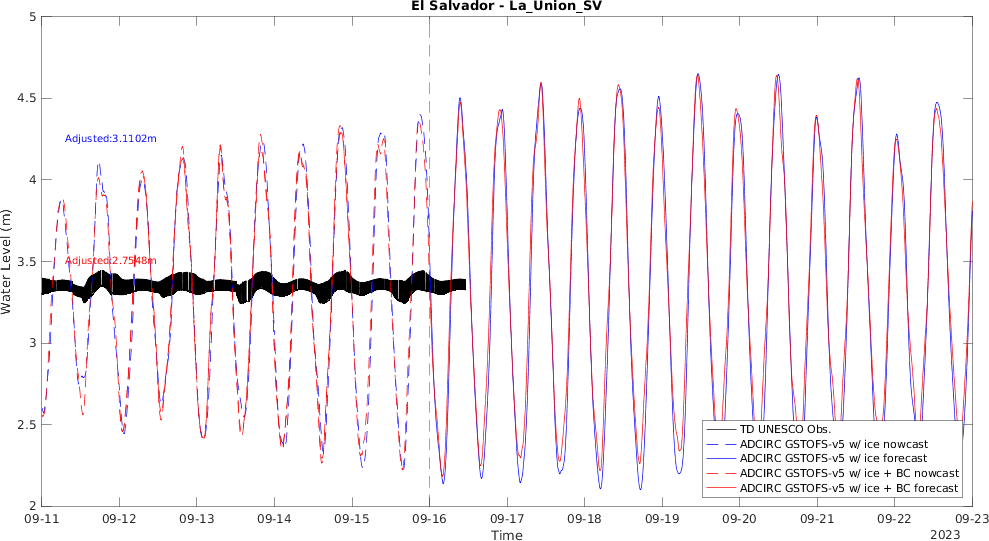 El Salvador - La_Union_SV
5
4.5
4
3.5
3
2.5
2
Water Level (m)
Adjusted:3.1102m
Adjusted:2.7548m
TD UNESCO Obs.
ADCIRC GSTOFS-v5 w/ ice nowcast
ADCIRC GSTOFS-v5 w/ ice forecast
ADCIRC GSTOFS-v5 w/ ice + BC nowcast
ADCIRC GSTOFS-v5 w/ ice + BC forecast
09-11 09-12 09-13 09-14 09-15 09-16 09-17 09-18 09-19 09-20 09-21 09-22 09-23
Time
2023